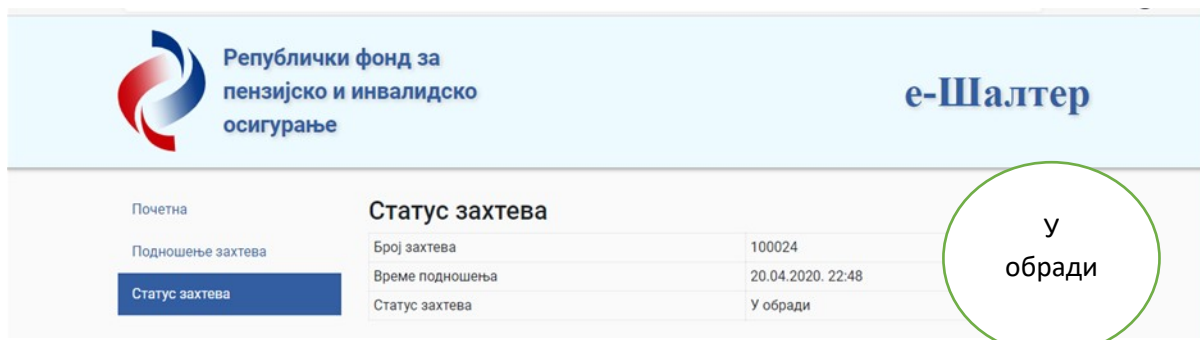 Републички фонд за
пензијско и инвалидско
осигурање
е-Шалтер
Почетна
Подношење захтева
Статус захтева
Статус захтева
Број захтева 100024
Време подношења 20.04.2020. 22:48
Статус захтева У обради
У
обради